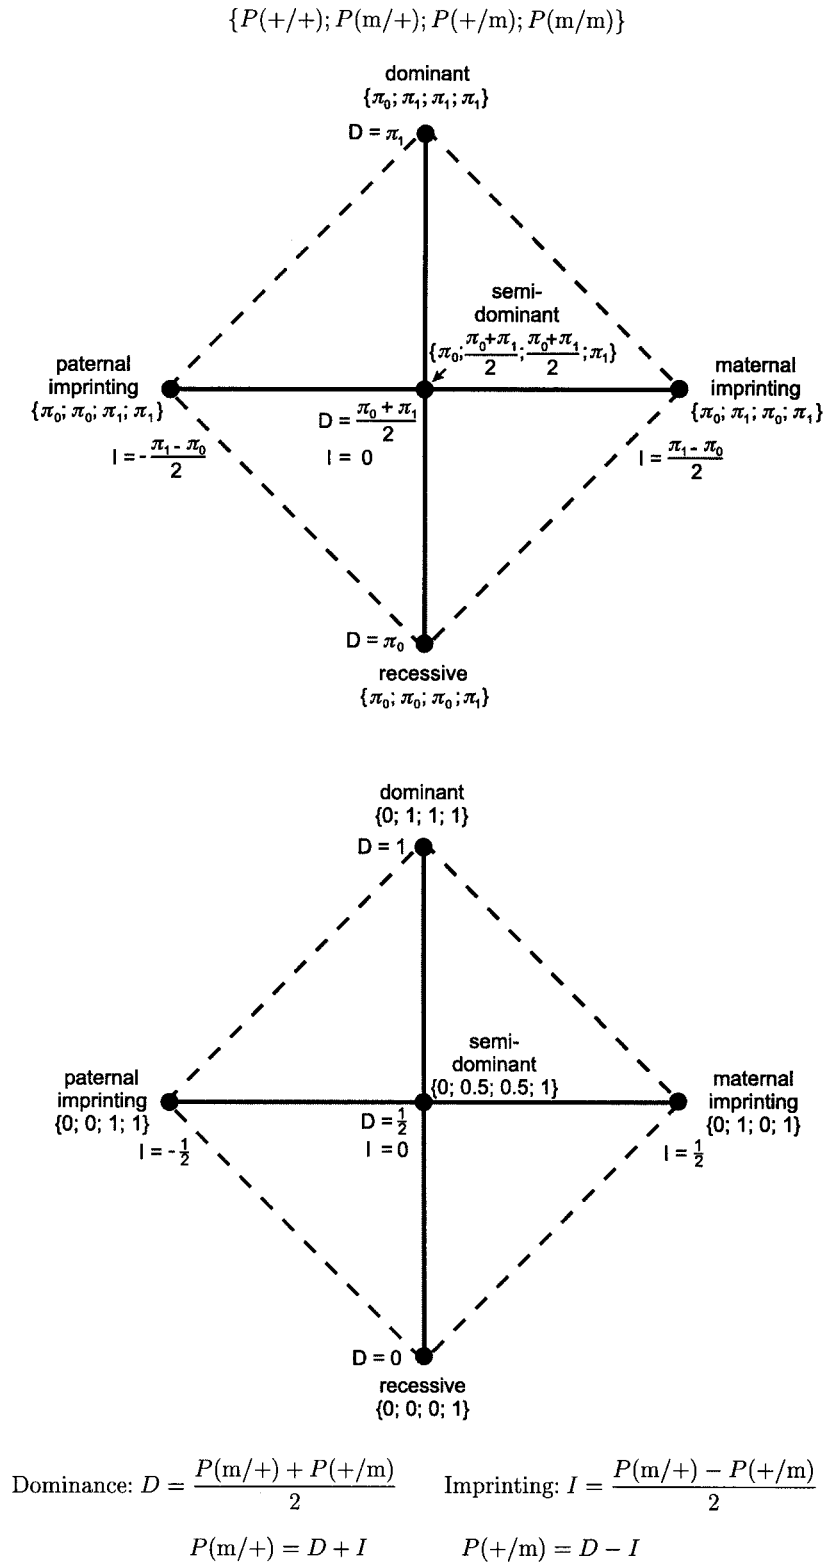 {P(+/+); P(m/+); P(+/m); P(m/m)}
dominant
{π₀; π₁; π₁; π₁}
D = π₁
semi-
dominant
{π₀; (π₀+π₁)/2; (π₀+π₁)/2; π₁}
paternal
imprinting
{π₀; π₀; π₁; π₁}
I = - (π₁ - π₀)/2
D = (π₀ + π₁)/2
I = 0
maternal
imprinting
{π₀; π₁; π₀; π₁}
I = (π₁ - π₀)/2
D = π₀
recessive
{π₀; π₀; π₀; π₁}
dominant
{0; 1; 1; 1}
D = 1
semi-
dominant
{0; 0.5; 0.5; 1}
paternal
imprinting
{0; 0; 1; 1}
I = - 1/2
D = 1/2
I = 0
maternal
imprinting
{0; 1; 0; 1}
I = 1/2
D = 0
recessive
{0; 0; 0; 1}
Dominance: D = (P(m/+) + P(+/m))/2 Imprinting: I = (P(m/+) − P(+/m))/2
P(m/+) = D + I P(+/m) = D − I